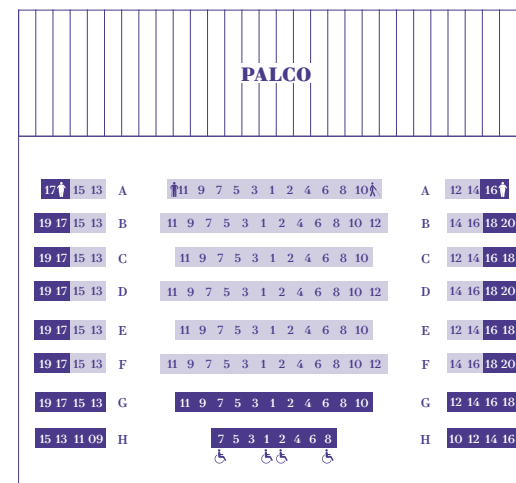 PALCO
17 15 13 A 11 9 7 5 3 1 2 4 6 8 10 A 12 14 16
19 17 15 13 B 11 9 7 5 3 1 2 4 6 8 10 12 B 14 16 18 20
19 17 15 13 C 11 9 7 5 3 1 2 4 6 8 10 C 12 14 16 18
19 17 15 13 D 11 9 7 5 3 1 2 4 6 8 10 12 D 14 16 18 20
19 17 15 13 E 11 9 7 5 3 1 2 4 6 8 10 E 12 14 16 18
19 17 15 13 F 11 9 7 5 3 1 2 4 6 8 10 12 F 14 16 18 20
19 17 15 13 G 11 9 7 5 3 1 2 4 6 8 10 G 12 14 16 18
15 13 11 09 H 7 5 3 1 2 4 6 8 H 10 12 14 16